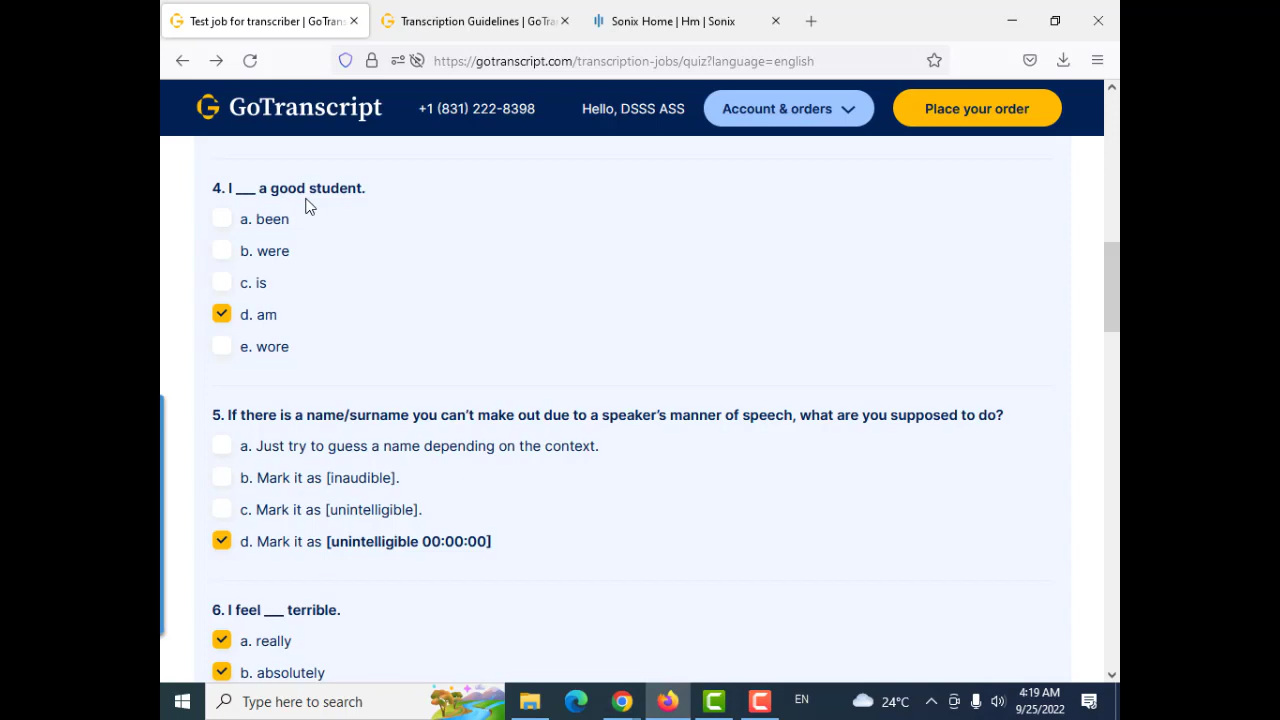 Test job for transcriber | GoTrans
Transcription Guidelines | GoTra
Sonix Home | Hm | Sonix
https://gotranscript.com/transcription-jobs/quiz?language=english
GoTranscript
+1 (831) 222-8398
Hello, DSSS ASS
Account & orders
Place your order
4. I ___ a good student.
a. been
b. were
c. is
d. am
e. wore
5. If there is a name/surname you can’t make out due to a speaker’s manner of speech, what are you supposed to do?
a. Just try to guess a name depending on the context.
b. Mark it as [inaudible].
c. Mark it as [unintelligible].
d. Mark it as [unintelligible 00:00:00]
6. I feel ___ terrible.
a. really
b. absolutely
Type here to search
EN
24°C
4:19 AM
9/25/2022